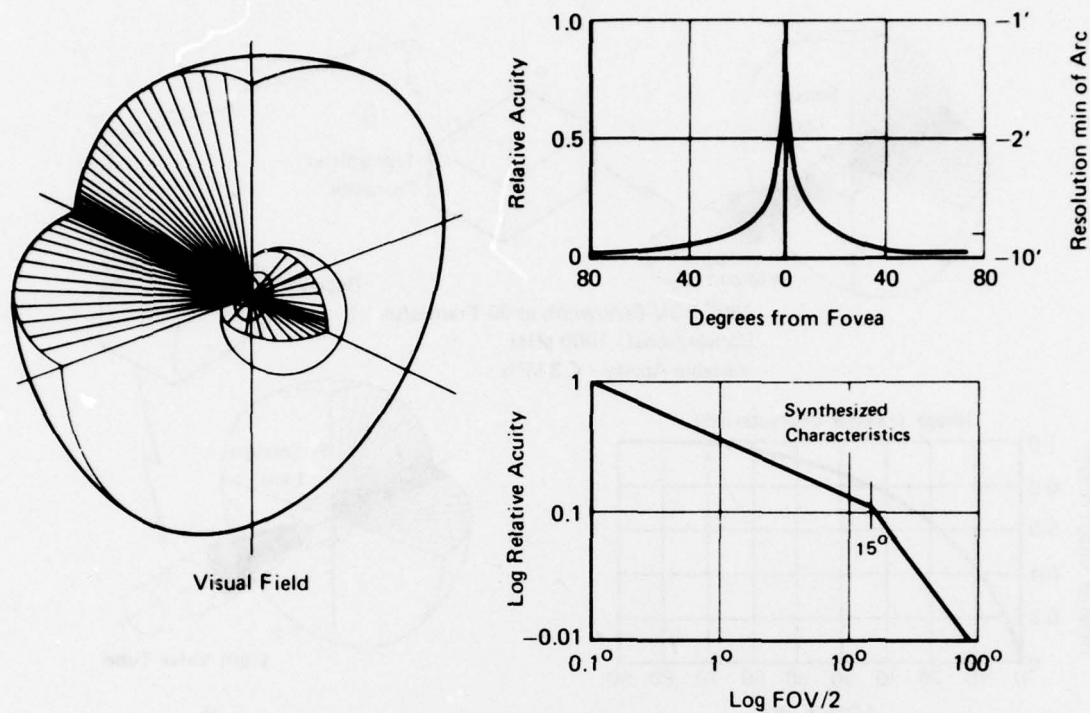 Visual Field
Relative Acuity
1.0
0.5
0
80
40
0
40
80
Degrees from Fovea
−1′
−2′
−10′
Resolution min of Arc
Log Relative Acuity
1
0.1
−0.01
Synthesized
Characteristics
15°
0.1°
1°
10°
100°
Log FOV/2